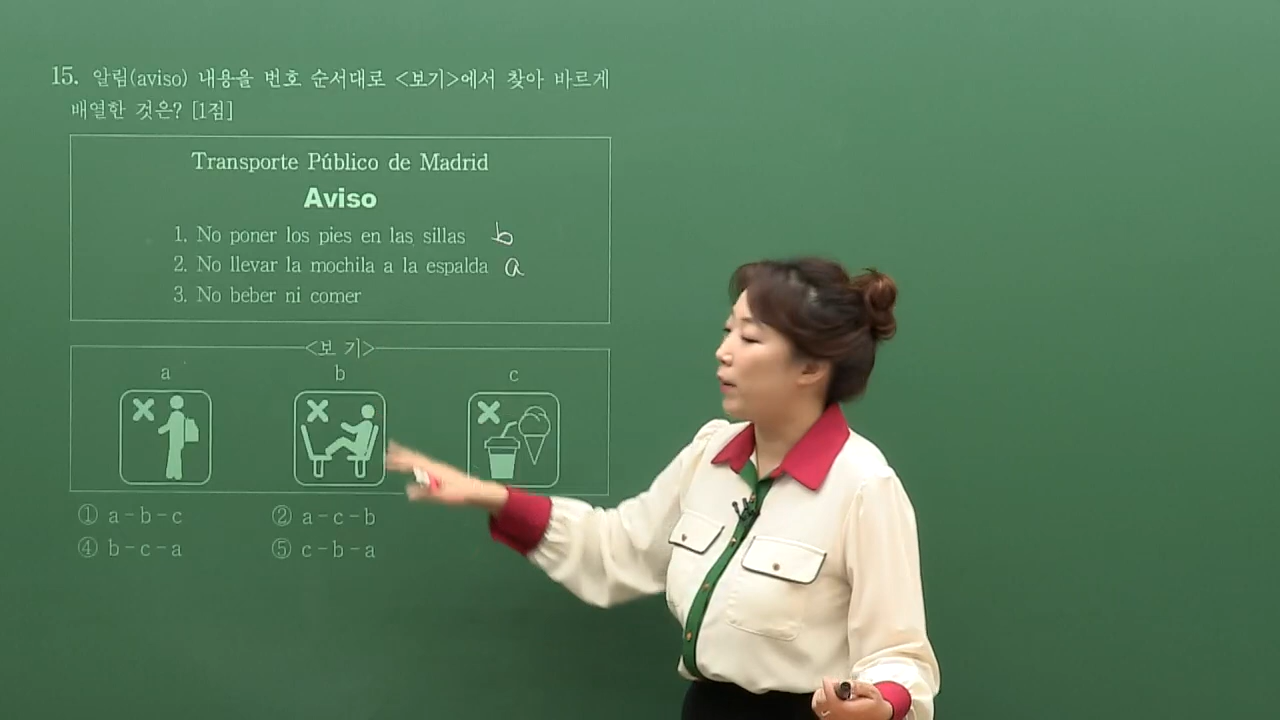 15. 알림(aviso) 내용을 번호 순서대로 <보기>에서 찾아 바르게
배열한 것은? [1점]
Transporte Público de Madrid
Aviso
1. No poner los pies en las sillas b
2. No llevar la mochila a la espalda a
3. No beber ni comer
<보 기>
a b c
① a-b-c ② a-c-b
④ b-c-a ⑤ c-b-a